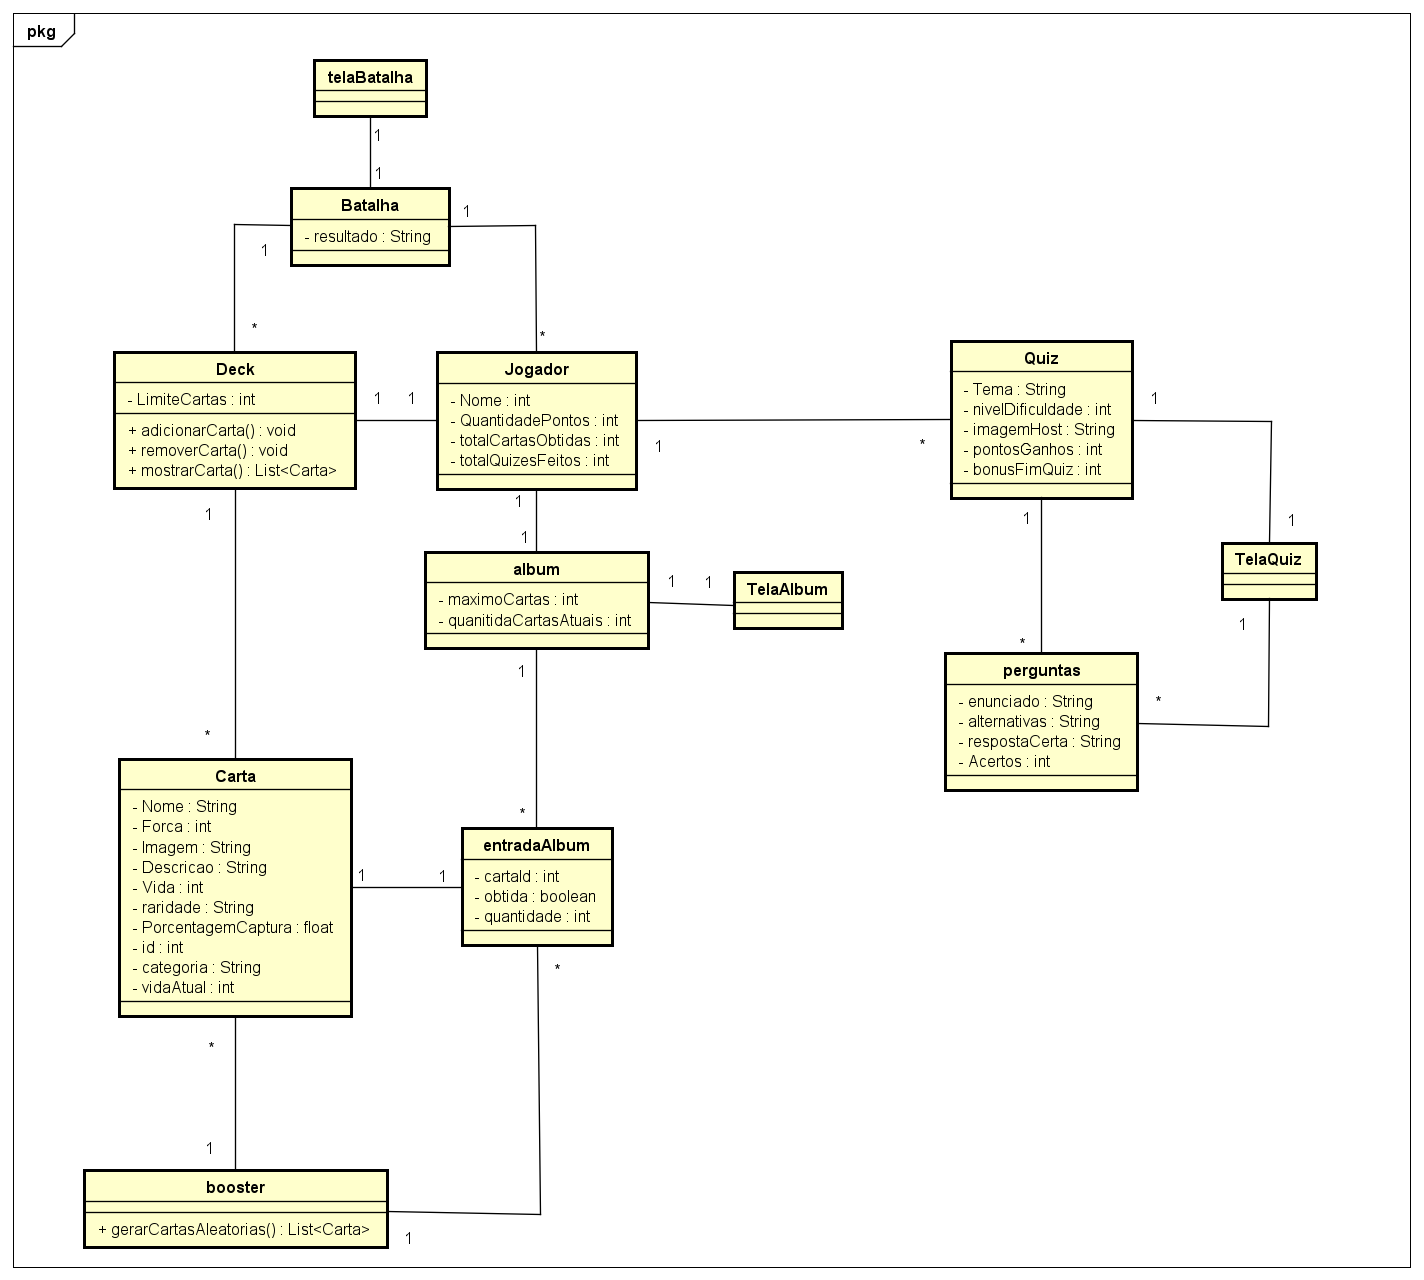 pkg
telaBatalha
1
1
Batalha
- resultado : String
1
1
*
*
Deck
- LimiteCartas : int
+ adicionarCarta() : void
+ removerCarta() : void
+ mostrarCarta() : List<Carta>
1
1
Jogador
- Nome : int
- QuantidadePontos : int
- totalCartasObtidas : int
- totalQuizesFeitos : int
1
*
Quiz
- Tema : String
- nivelDificuldade : int
- imagemHost : String
- pontosGanhos : int
- bonusFimQuiz : int
1
1
1
1
1
1
TelaQuiz
album
- maximoCartas : int
- quanitidaCartasAtuais : int
1
1
TelaAlbum
1
*
1
*
perguntas
- enunciado : String
- alternativas : String
- respostaCerta : String
- Acertos : int
*
Carta
- Nome : String
- Forca : int
- Imagem : String
- Descricao : String
- Vida : int
- raridade : String
- PorcentagemCaptura : float
- id : int
- categoria : String
- vidaAtual : int
1
1
*
entradaAlbum
- cartaId : int
- obtida : boolean
- quantidade : int
*
*
1
booster
+ gerarCartasAleatorias() : List<Carta>
1